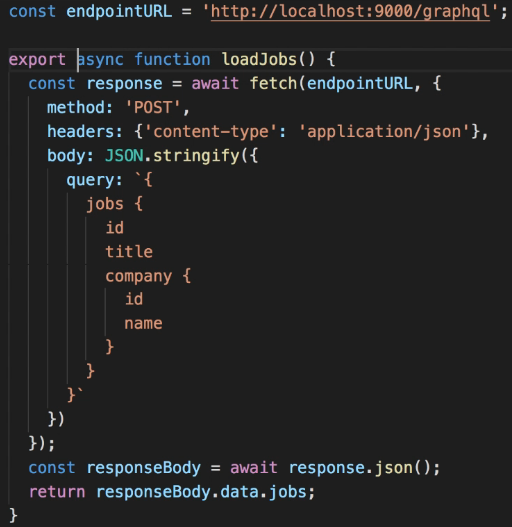 const endpointURL = 'http://localhost:9000/graphql';
export async function loadJobs() {
  const response = await fetch(endpointURL, {
    method: 'POST',
    headers: {'content-type': 'application/json'},
    body: JSON.stringify({
      query: `{
        jobs {
          id
          title
          company {
            id
            name
          }
        }
      }`
    })
  });
  const responseBody = await response.json();
  return responseBody.data.jobs;
}